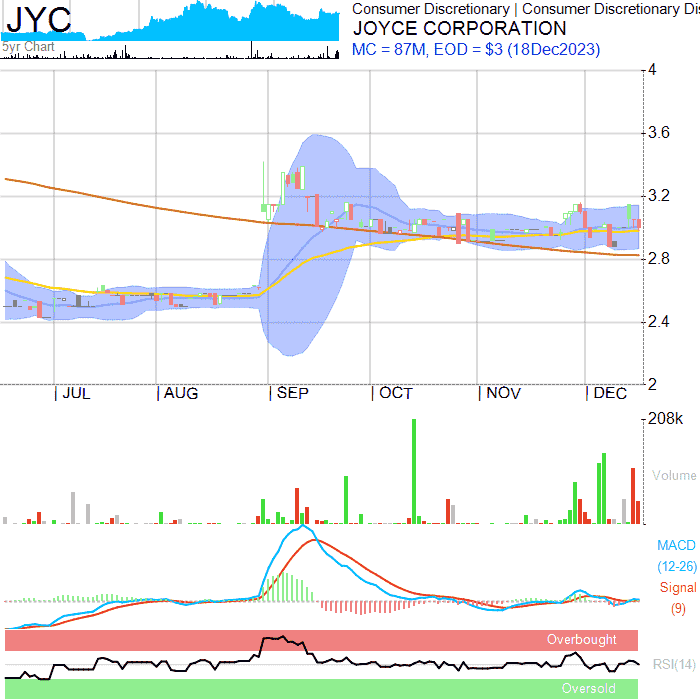 JYC
5yr Chart
Consumer Discretionary | Consumer Discretionary Dis
JOYCE CORPORATION
MC = 87M, EOD = $3 (18Dec2023)
4
3.6
3.2
2.8
2.4
2
| JUL | AUG | SEP | OCT | NOV | DEC
208k
Volume
MACD
(12-26)
Signal
(9)
Overbought
RSI(14)
Oversold